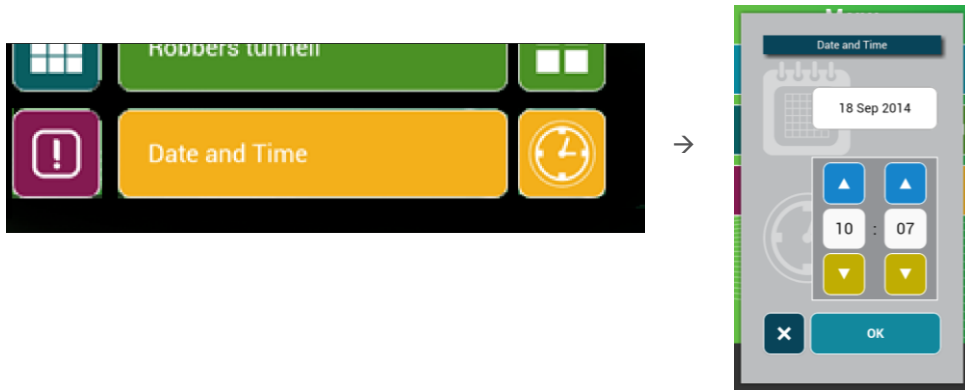 Robbers tunnell
Date and Time
→
Date and Time
18 Sep 2014
10 : 07
OK